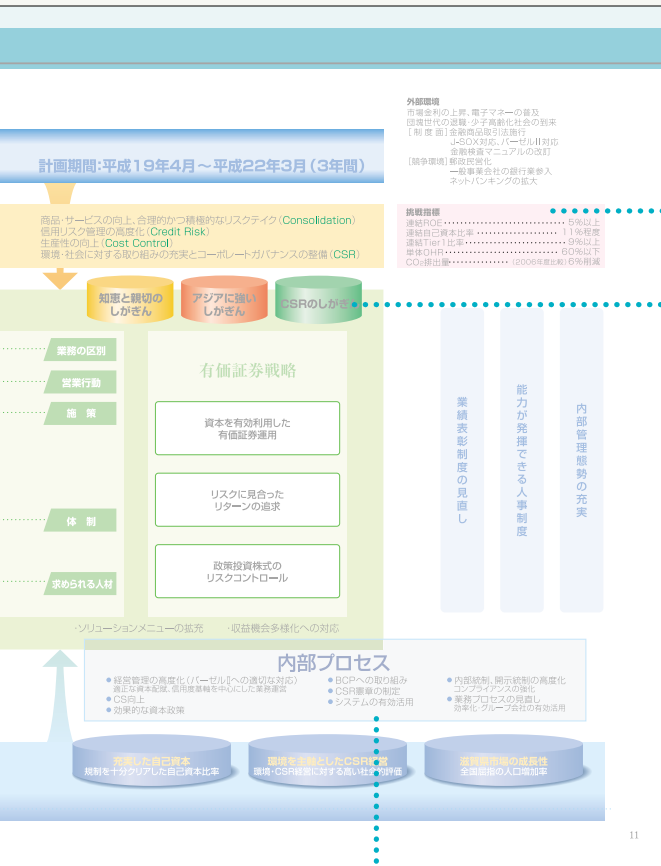 外部環境
市場金利の上昇、電子マネーの普及
団塊世代の退職・少子高齢化社会の到来
［制度面］金融商品取引法施行
J-SOX対応、バーゼルⅡ対応
金融検査マニュアルの改訂
［競争環境］郵政民営化
一般事業会社の銀行業参入
ネットバンキングの拡大
計画期間：平成19年4月～平成22年3月（3年間）
商品・サービスの向上、合理的かつ積極的なリスクテイク（Consolidation）
信用リスク管理の高度化（Credit Risk）
生産性の向上（Cost Control）
環境・社会に対する取り組みの充実とコーポレートガバナンスの整備（CSR）
挑戦指標
連結ROE 5%以上
連結自己資本比率 11%程度
連結Tier1比率 9%以上
単体OHR 60%以下
CO₂排出量 （2006年度比較）6%削減
知恵と親切の
しがぎん
アジアに強い
しがぎん
CSRのしがぎん
業務の区別
営業行動
施 策
体 制
求められる人材
有価証券戦略
資本を有効利用した
有価証券運用
リスクに見合った
リターンの追求
政策投資株式の
リスクコントロール
・ソリューションメニューの拡充 ・収益機会多様化への対応
業績表彰制度の見直し
能力が発揮できる人事制度
内部管理態勢の充実
内部プロセス
●経営管理の高度化（バーゼルⅡへの適切な対応）
適正な資本配賦、信用度基軸を中心にした業務運営
●CS向上
●効果的な資本政策
●BCPへの取り組み
●CSR憲章の制定
●システムの有効活用
●内部統制、開示統制の高度化
コンプライアンスの強化
●業務プロセスの見直し
効率化・グループ会社の有効活用
充実した自己資本
規制を十分クリアした自己資本比率
環境を主軸としたCSR経営
環境・CSR経営に対する高い社会的評価
滋賀県市場の成長性
全国屈指の人口増加率
11